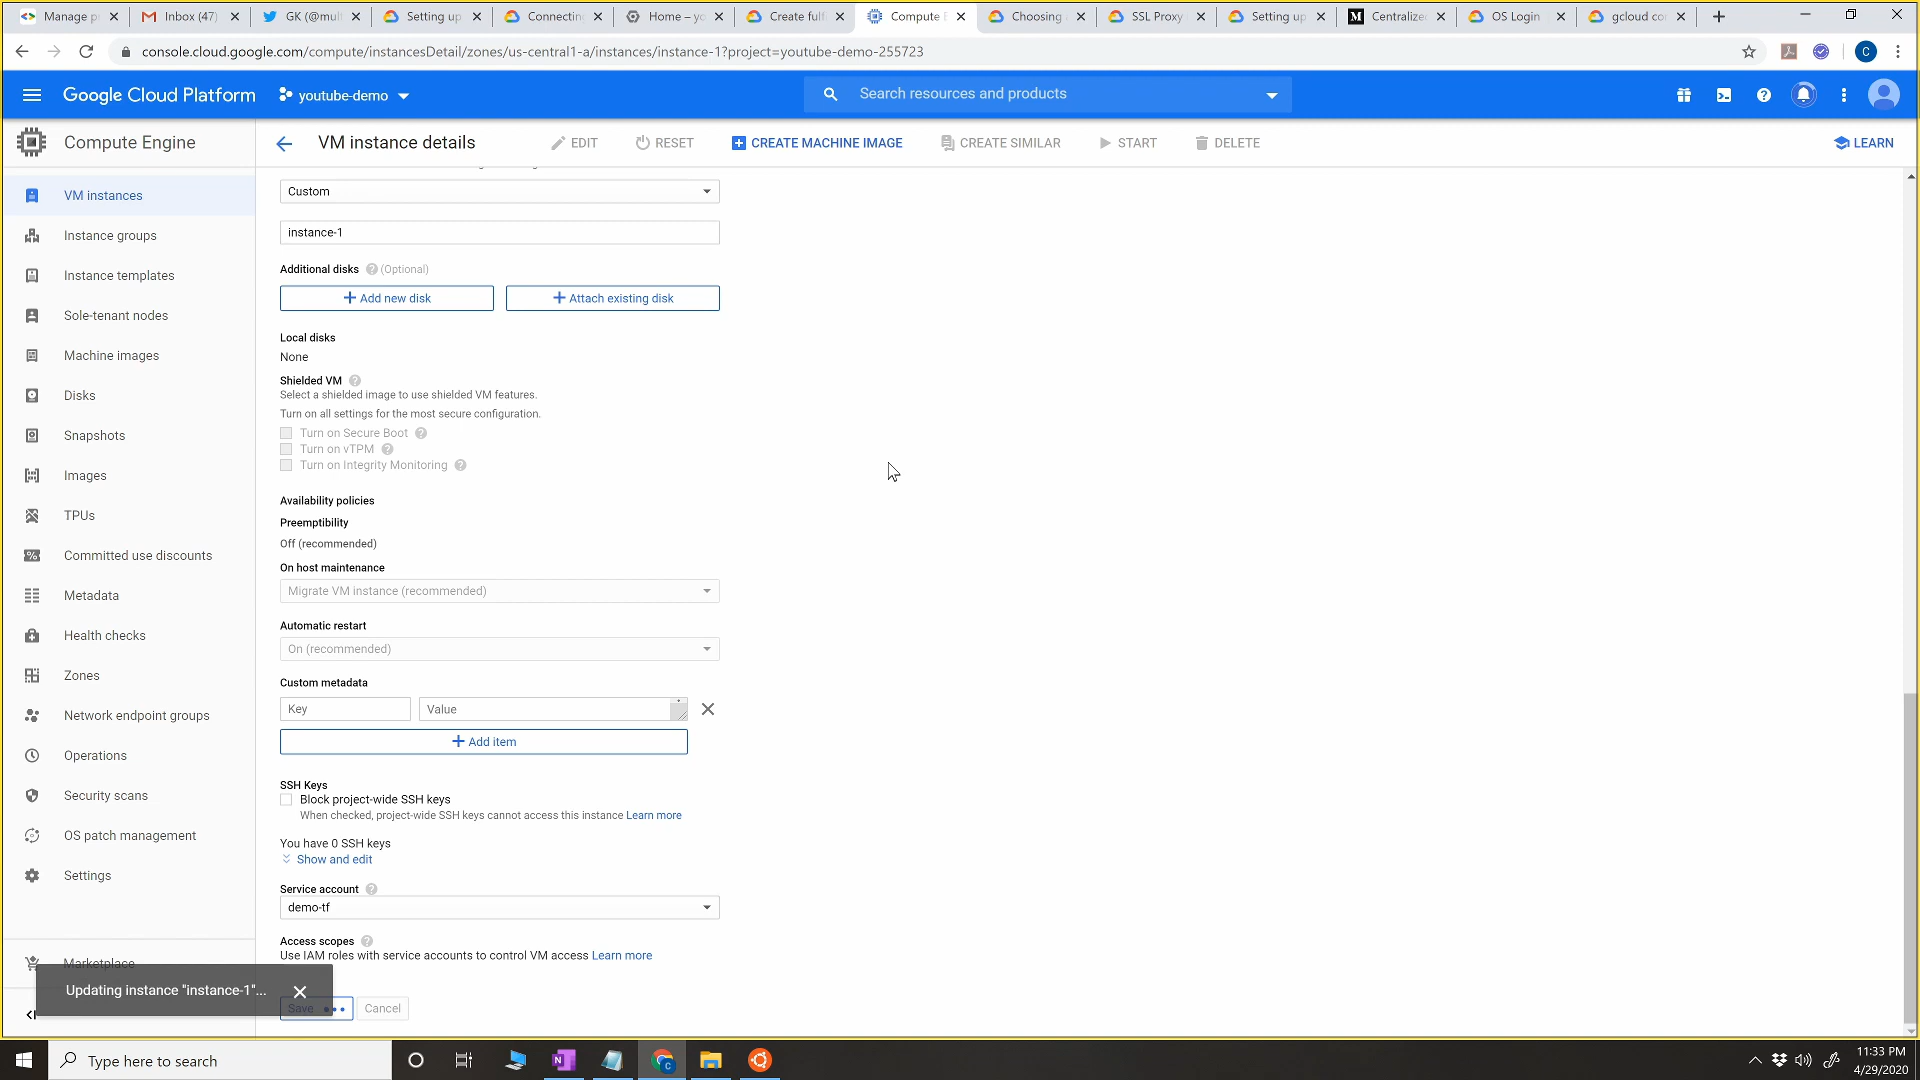 Manage p
Inbox (47)
GK (@mult
Setting up
Connectin
Home – yo
Create fulf
Compute E
Choosing a
SSL Proxy
Setting up
M Centralize
OS Login
gcloud co
console.cloud.google.com/compute/instancesDetail/zones/us-central1-a/instances/instance-1?project=youtube-demo-255723
C
Google Cloud Platform
youtube-demo
Search resources and products
Compute Engine
VM instance details
EDIT
RESET
CREATE MACHINE IMAGE
CREATE SIMILAR
START
DELETE
LEARN
VM instances
Instance groups
Instance templates
Sole-tenant nodes
Machine images
Disks
Snapshots
Images
TPUs
Committed use discounts
Metadata
Health checks
Zones
Network endpoint groups
Operations
Security scans
OS patch management
Settings
Marketplace
Custom
instance-1
Additional disks (Optional)
+ Add new disk
+ Attach existing disk
Local disks
None
Shielded VM
Select a shielded image to use shielded VM features.
Turn on all settings for the most secure configuration.
Turn on Secure Boot
Turn on vTPM
Turn on Integrity Monitoring
Availability policies
Preemptibility
Off (recommended)
On host maintenance
Migrate VM instance (recommended)
Automatic restart
On (recommended)
Custom metadata
Key
Value
+ Add item
SSH Keys
Block project-wide SSH keys
When checked, project-wide SSH keys cannot access this instance Learn more
You have 0 SSH keys
Show and edit
Service account
demo-tf
Access scopes
Use IAM roles with service accounts to control VM access Learn more
Updating instance "instance-1"...
Save
Cancel
Type here to search
11:33 PM
4/29/2020